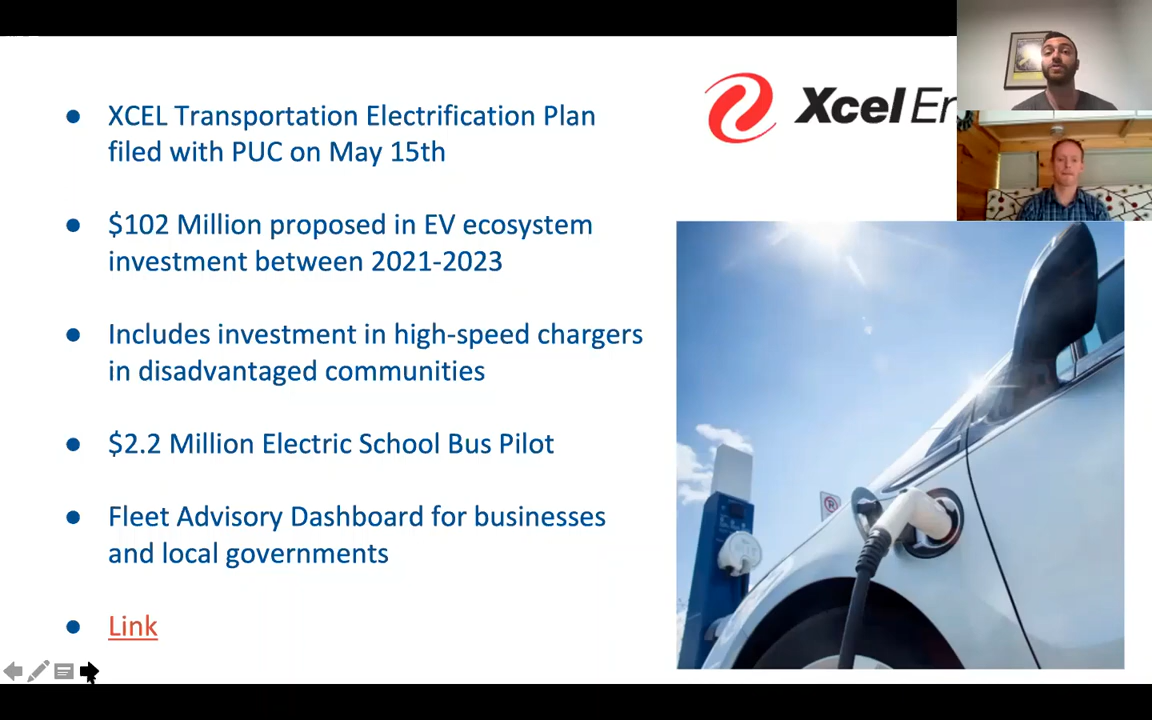 XCEL Transportation Electrification Plan
filed with PUC on May 15th
$102 Million proposed in EV ecosystem
investment between 2021-2023
Includes investment in high-speed chargers
in disadvantaged communities
$2.2 Million Electric School Bus Pilot
Fleet Advisory Dashboard for businesses
and local governments
Link
Xcel En
R